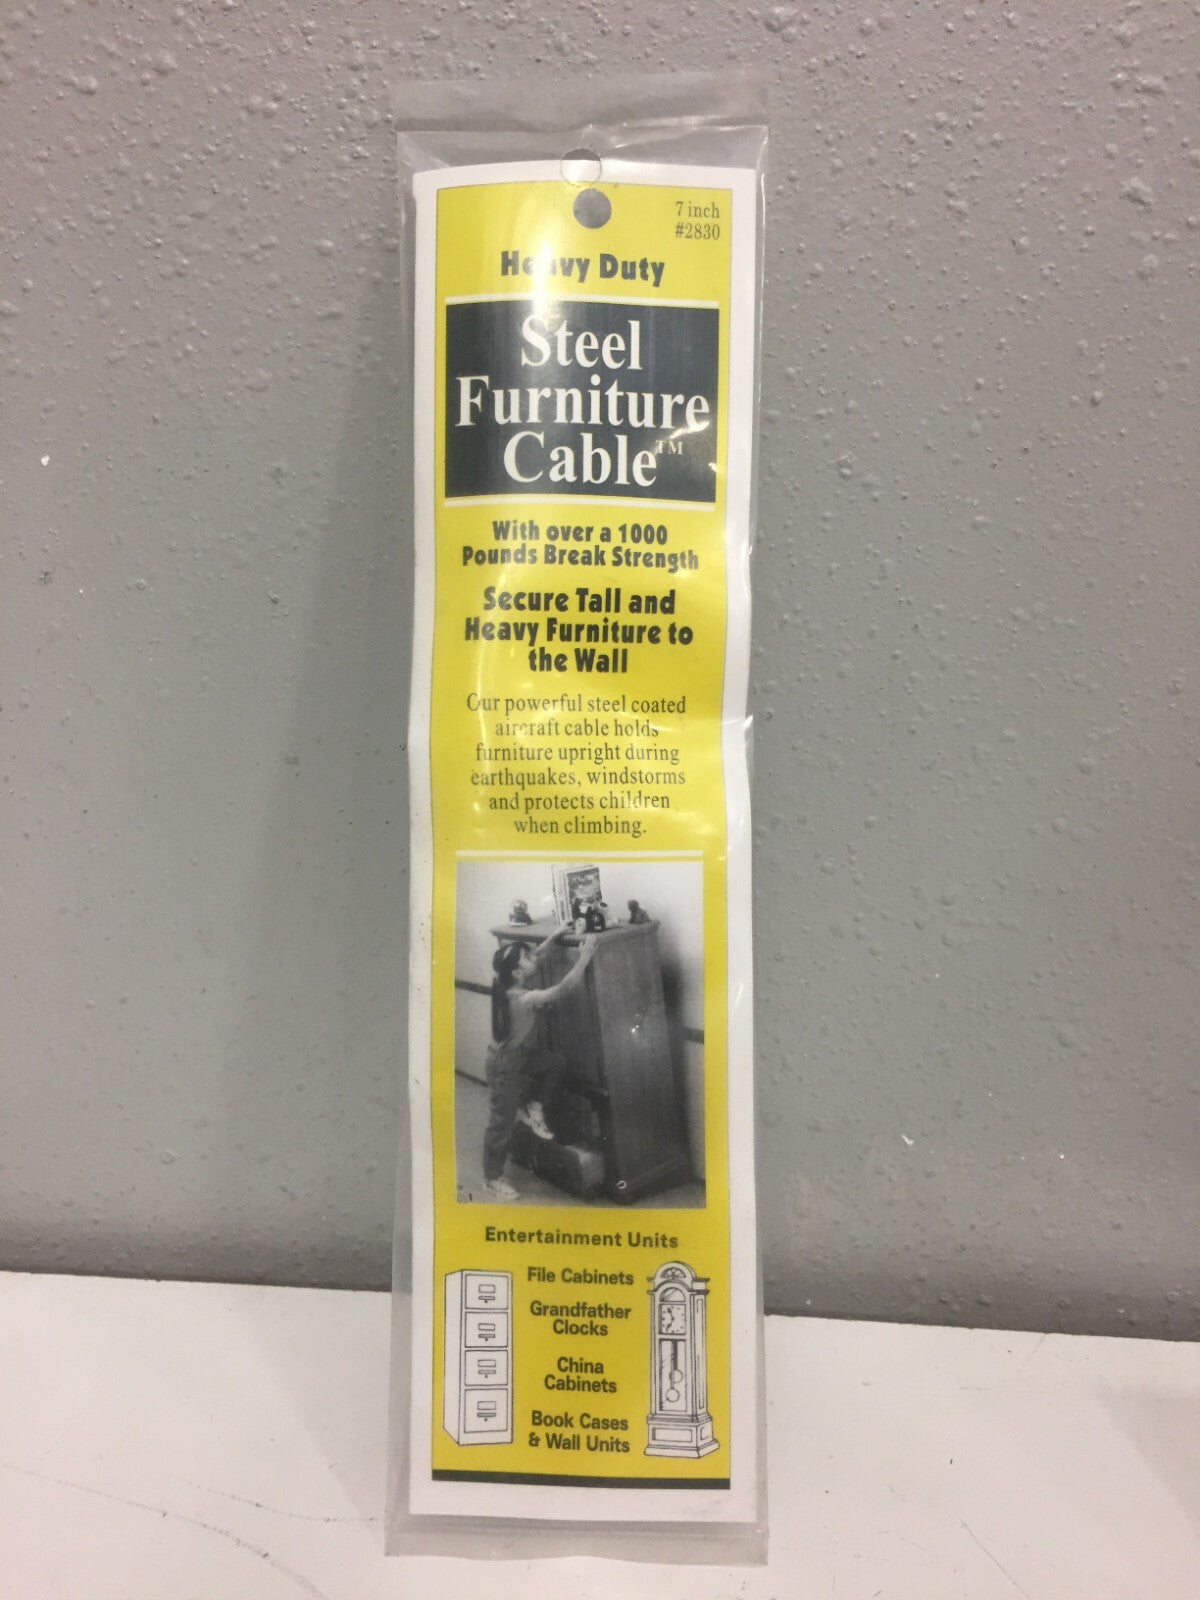 7 inch
#2830
Heavy Duty
Steel
Furniture
Cable™
With over a 1000
Pounds Break Strength
Secure Tall and
Heavy Furniture to
the Wall
Our powerful steel coated
aircraft cable holds
furniture upright during
earthquakes, windstorms
and protects children
when climbing.
Entertainment Units
File Cabinets
Grandfather
Clocks
China
Cabinets
Book Cases
& Wall Units